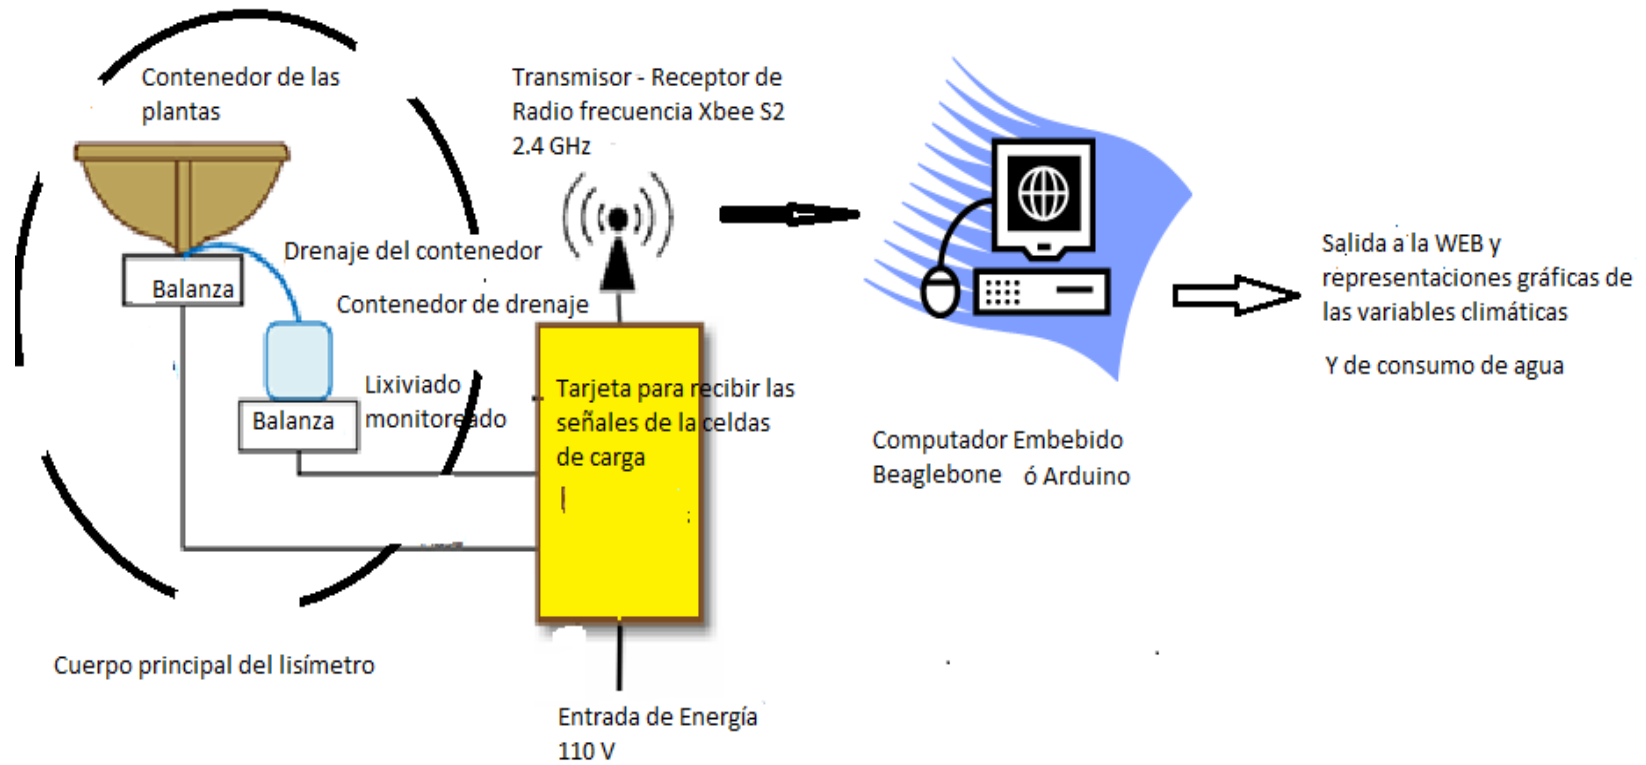 Contenedor de las
plantas
Transmisor - Receptor de
Radio frecuencia Xbee S2
2.4 GHz
Drenaje del contenedor
Balanza
Contenedor de drenaje
Lixiviado
monitoreado
Balanza
Tarjeta para recibir las
señales de la celdas
de carga
Salida a la WEB y
representaciones gráficas de
las variables climáticas
Y de consumo de agua
Computador Embebido
Beaglebone ó Arduino
Cuerpo principal del lisímetro
Entrada de Energía
110 V